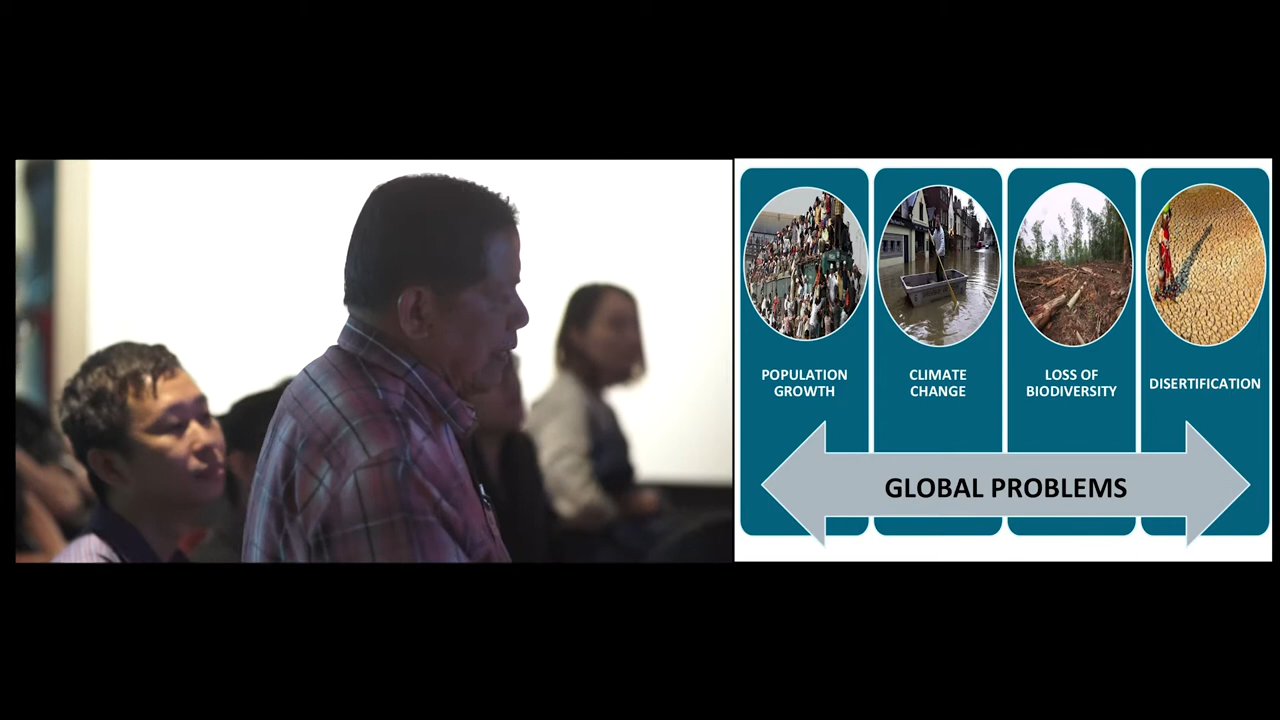 POPULATION
GROWTH
CLIMATE
CHANGE
LOSS OF
BIODIVERSITY
DISERTIFICATION
GLOBAL PROBLEMS